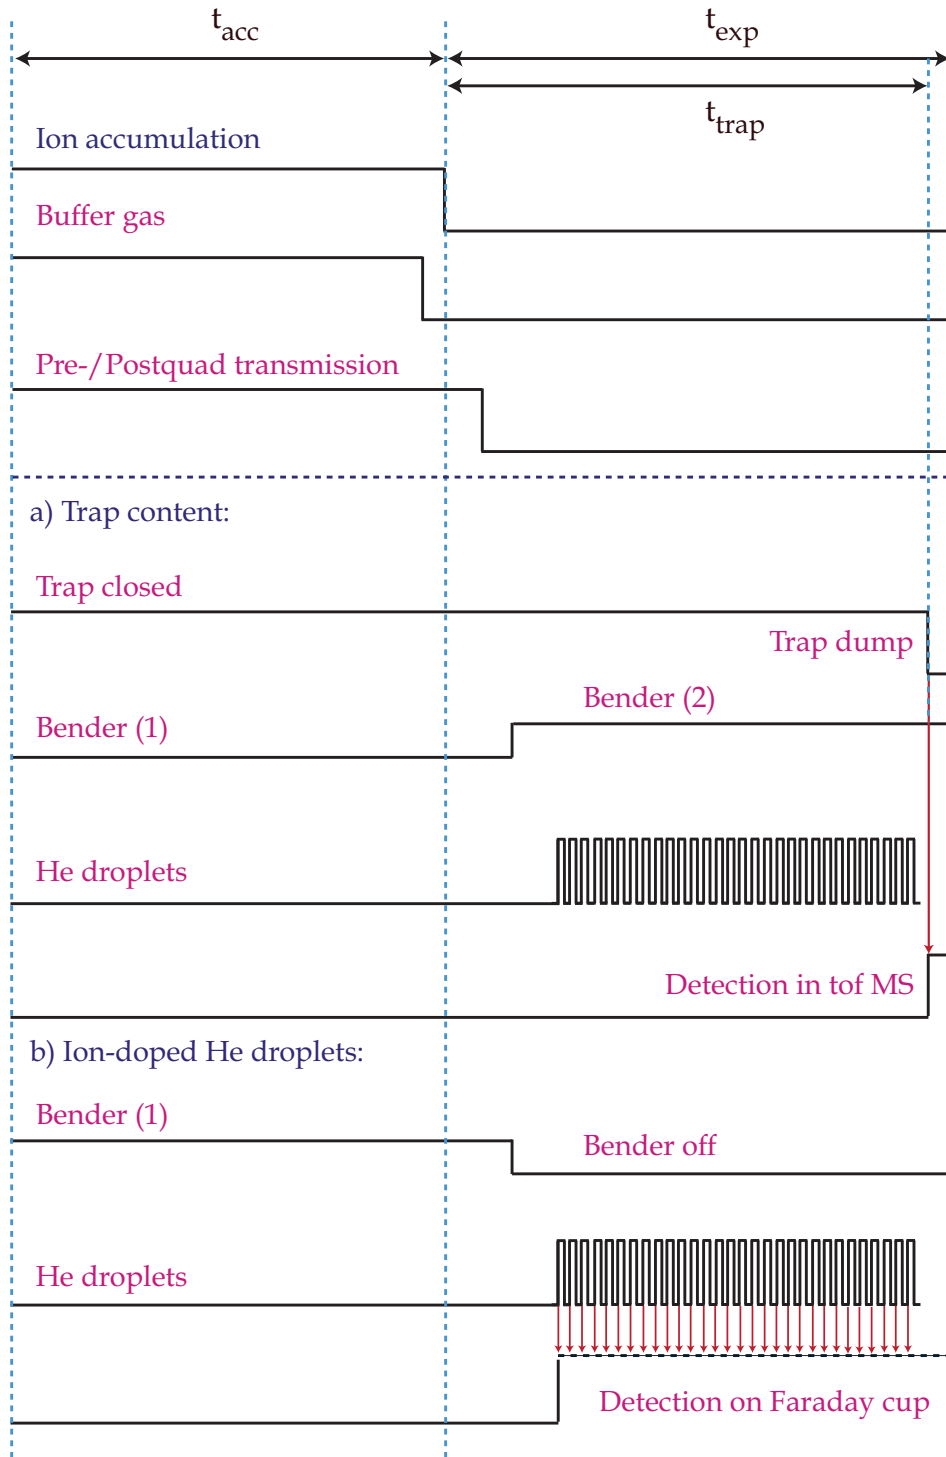 t_acc
t_exp
t_trap
Ion accumulation
Buffer gas
Pre-/Postquad transmission
a) Trap content:
Trap closed
Trap dump
Bender (2)
Bender (1)
He droplets
Detection in tof MS
b) Ion-doped He droplets:
Bender (1)
Bender off
He droplets
Detection on Faraday cup